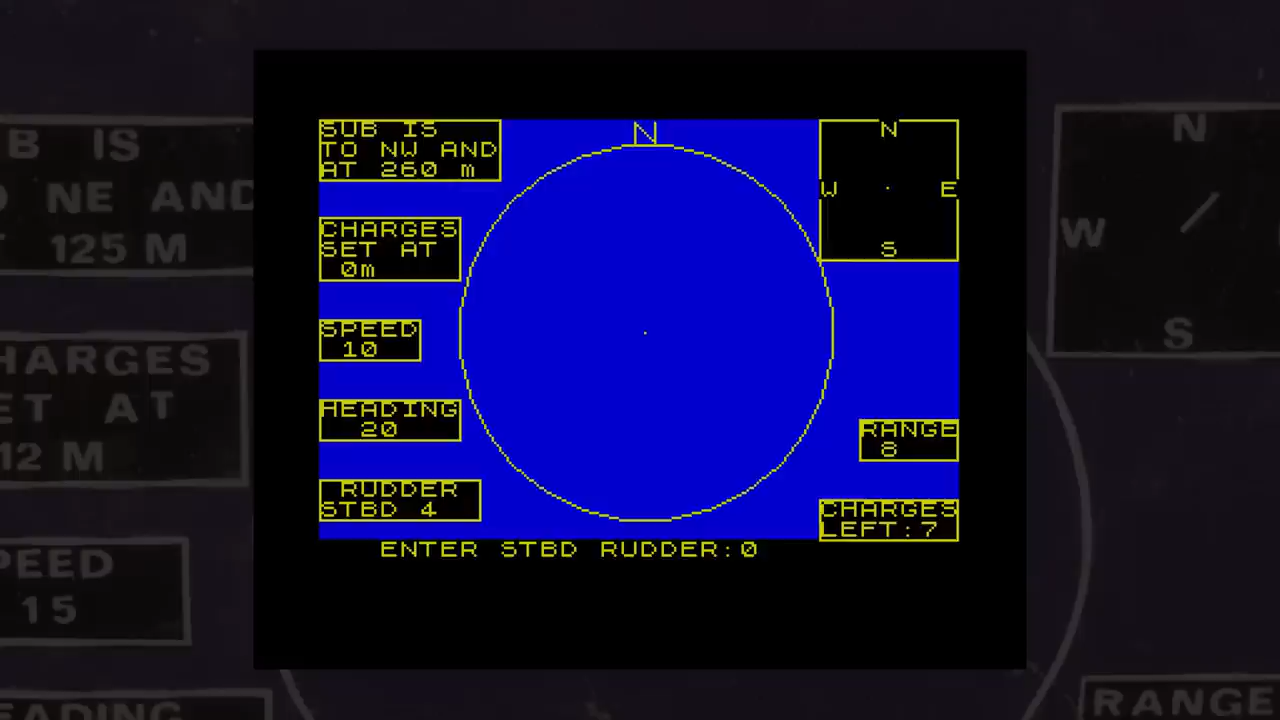 SUB IS
TO NW AND
AT 260 m
N
N
W E
S
CHARGES
SET AT
0m
SPEED
10
HEADING
20
RUDDER
STBD 4
RANGE
8
CHARGES
LEFT:7
ENTER STBD RUDDER:0
B IS
NE AND
125 M
HARGES
ET AT
12 M
PEED
15
EADING
N
W
S
RANGE